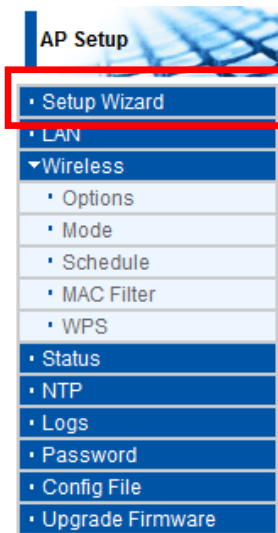 AP Setup
Setup Wizard
LAN
Wireless
Options
Mode
Schedule
MAC Filter
WPS
Status
NTP
Logs
Password
Config File
Upgrade Firmware